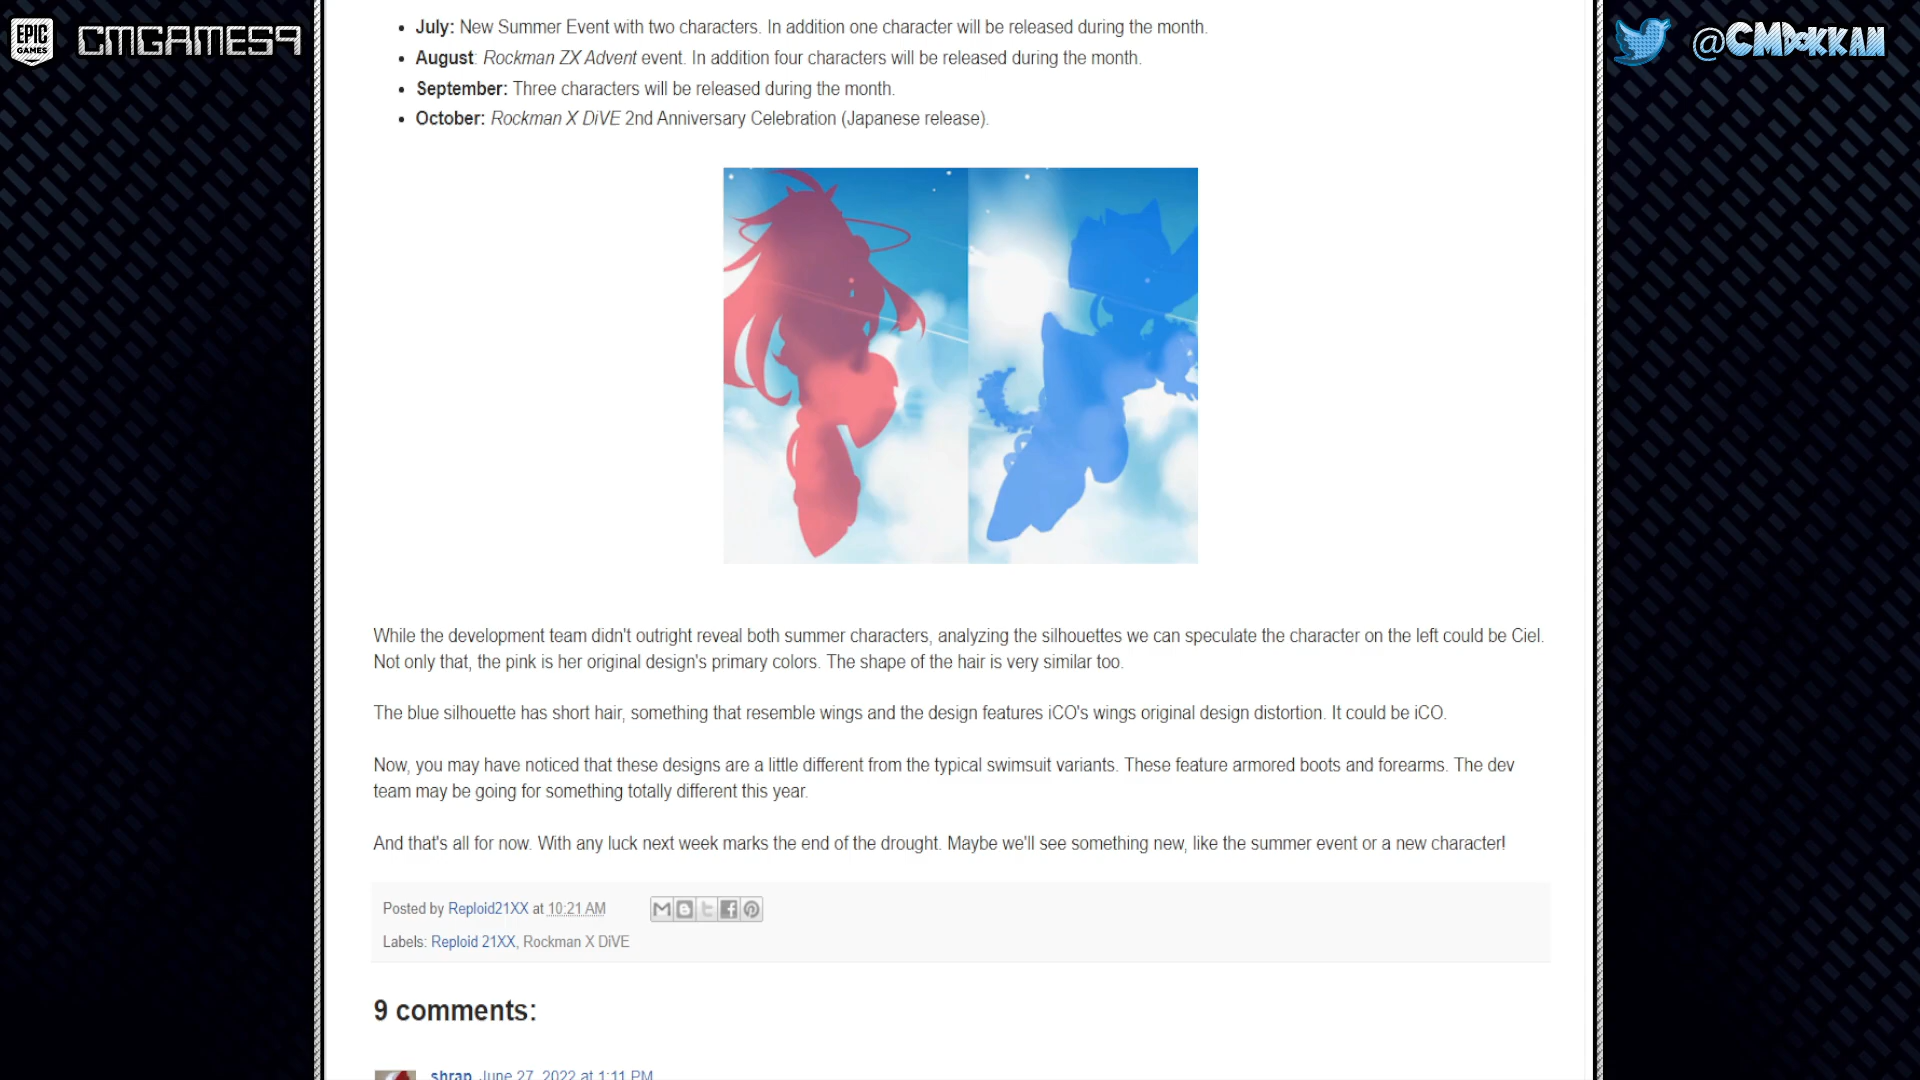 EPIC GAMES
CMGAMES9
@CMDOKKAN
July: New Summer Event with two characters. In addition one character will be released during the month.
August: Rockman ZX Advent event. In addition four characters will be released during the month.
September: Three characters will be released during the month.
October: Rockman X DiVE 2nd Anniversary Celebration (Japanese release).
While the development team didn't outright reveal both summer characters, analyzing the silhouettes we can speculate the character on the left could be Ciel.
Not only that, the pink is her original design's primary colors. The shape of the hair is very similar too.
The blue silhouette has short hair, something that resemble wings and the design features iCO's wings original design distortion. It could be iCO.
Now, you may have noticed that these designs are a little different from the typical swimsuit variants. These feature armored boots and forearms. The dev
team may be going for something totally different this year.
And that's all for now. With any luck next week marks the end of the drought. Maybe we'll see something new, like the summer event or a new character!
Posted by Reploid21XX at 10:21 AM
Labels: Reploid 21XX, Rockman X DiVE
9 comments:
shrap June 27, 2022 at 1:11 PM